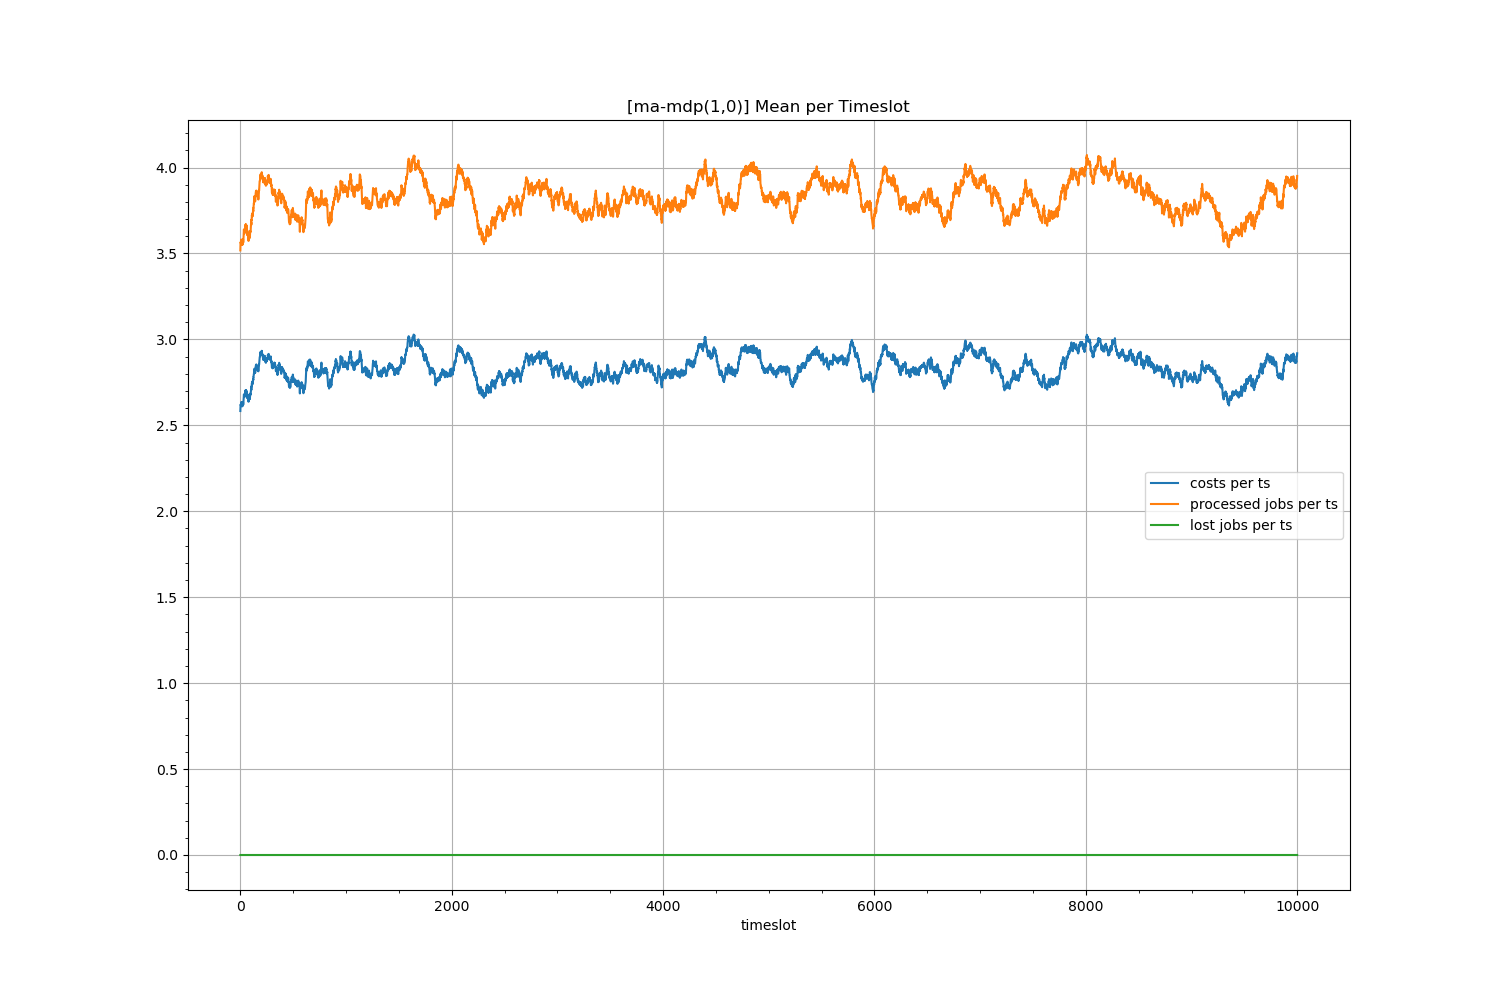 [ma-mdp(1,0)] Mean per Timeslot
4.0
3.5
3.0
2.5
2.0
1.5
1.0
0.5
0.0
costs per ts
processed jobs per ts
lost jobs per ts
0 2000 4000 6000 8000 10000
timeslot